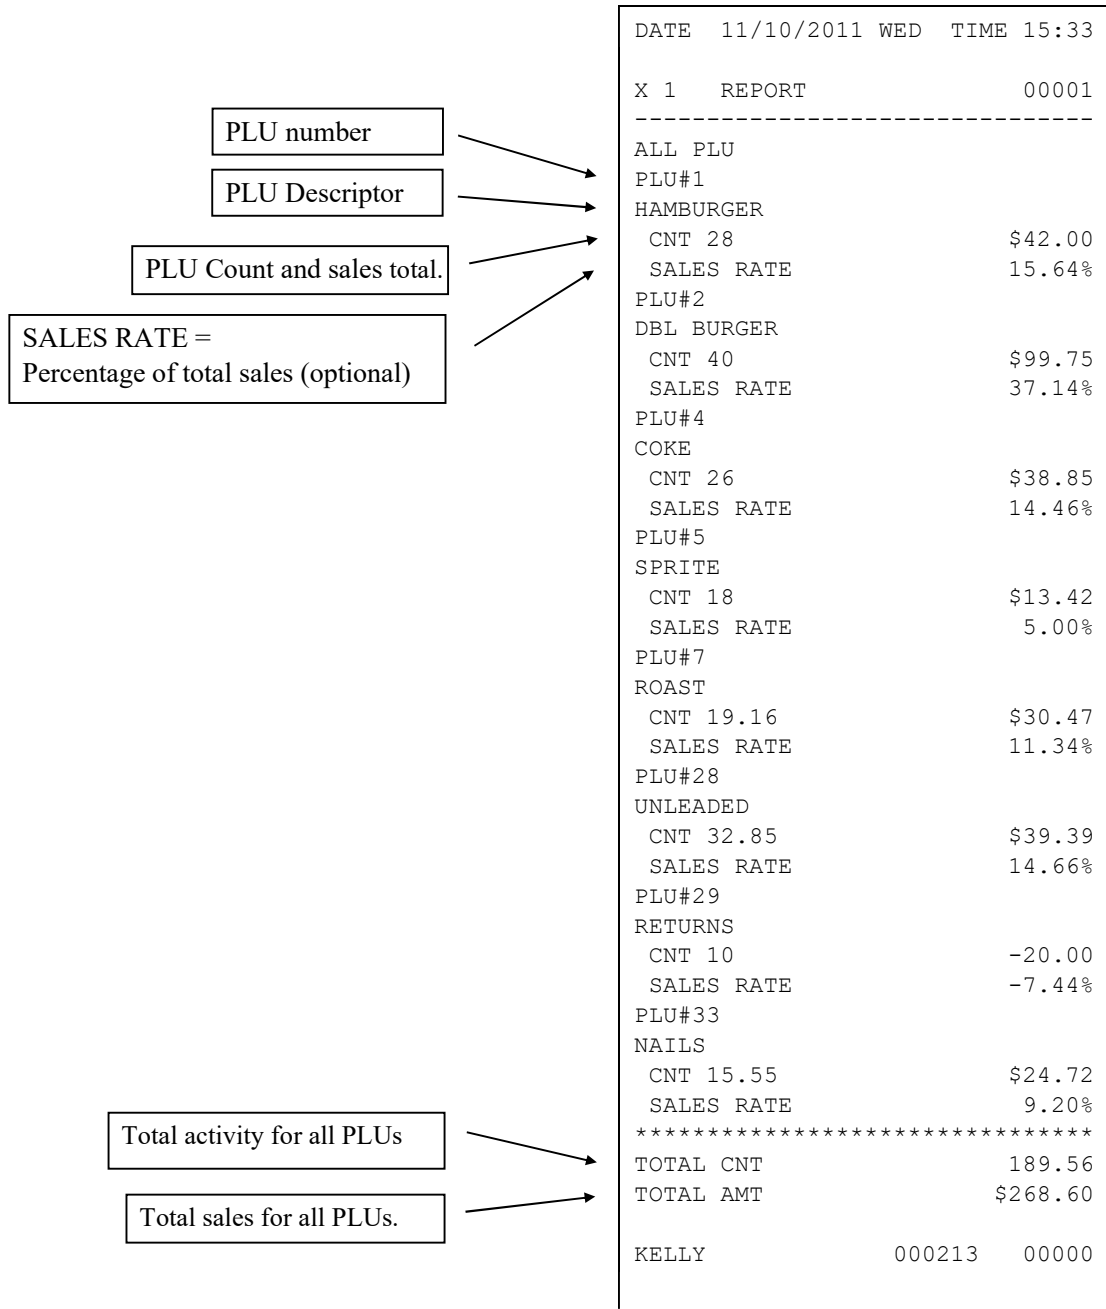 DATE  11/10/2011 WED  TIME 15:33
X 1   REPORT               00001
--------------------------------
ALL PLU
PLU#1
HAMBURGER
CNT 28                   $42.00
SALES RATE               15.64%
PLU#2
DBL BURGER
CNT 40                   $99.75
SALES RATE               37.14%
PLU#4
COKE
CNT 26                   $38.85
SALES RATE               14.46%
PLU#5
SPRITE
CNT 18                   $13.42
SALES RATE                5.00%
PLU#7
ROAST
CNT 19.16                $30.47
SALES RATE               11.34%
PLU#28
UNLEADED
CNT 32.85                $39.39
SALES RATE               14.66%
PLU#29
RETURNS
CNT 10                   -20.00
SALES RATE               -7.44%
PLU#33
NAILS
CNT 15.55                $24.72
SALES RATE                9.20%
********************************
TOTAL CNT                 189.56
TOTAL AMT                $268.60
KELLY             000213   00000
PLU number
PLU Descriptor
PLU Count and sales total.
SALES RATE =
Percentage of total sales (optional)
Total activity for all PLUs
Total sales for all PLUs.